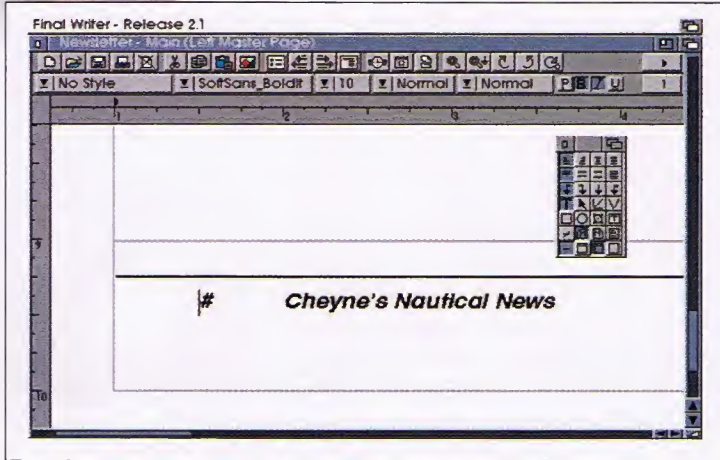 Final Writer - Release 2.1
Newsletter - Main (Left Master Page)
No Style SoftSans_BoldIt 10 Normal Normal P B I U 1
1 2 3 4
9
# Cheyne's Nautical News
10